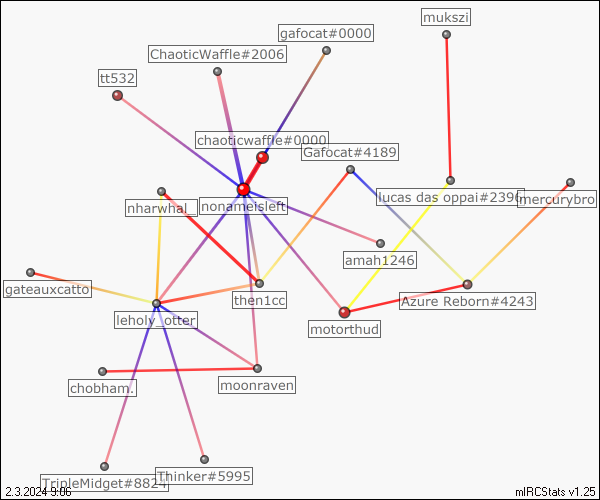 mukszi
gafocat#0000
ChaoticWaffle#2006
tt532
chaoticwaffle#0000
Gafocat#4189
lucas das oppai#2396
mercurybro
nharwhal_
nonameisleft
amah1246
gateauxcatto
then1cc
Azure Reborn#4243
leholy_otter
motorthud
chobham.
moonraven
TripleMidget#8824
Thinker#5995
2.3.2024 9:06
mIRCStats v1.25